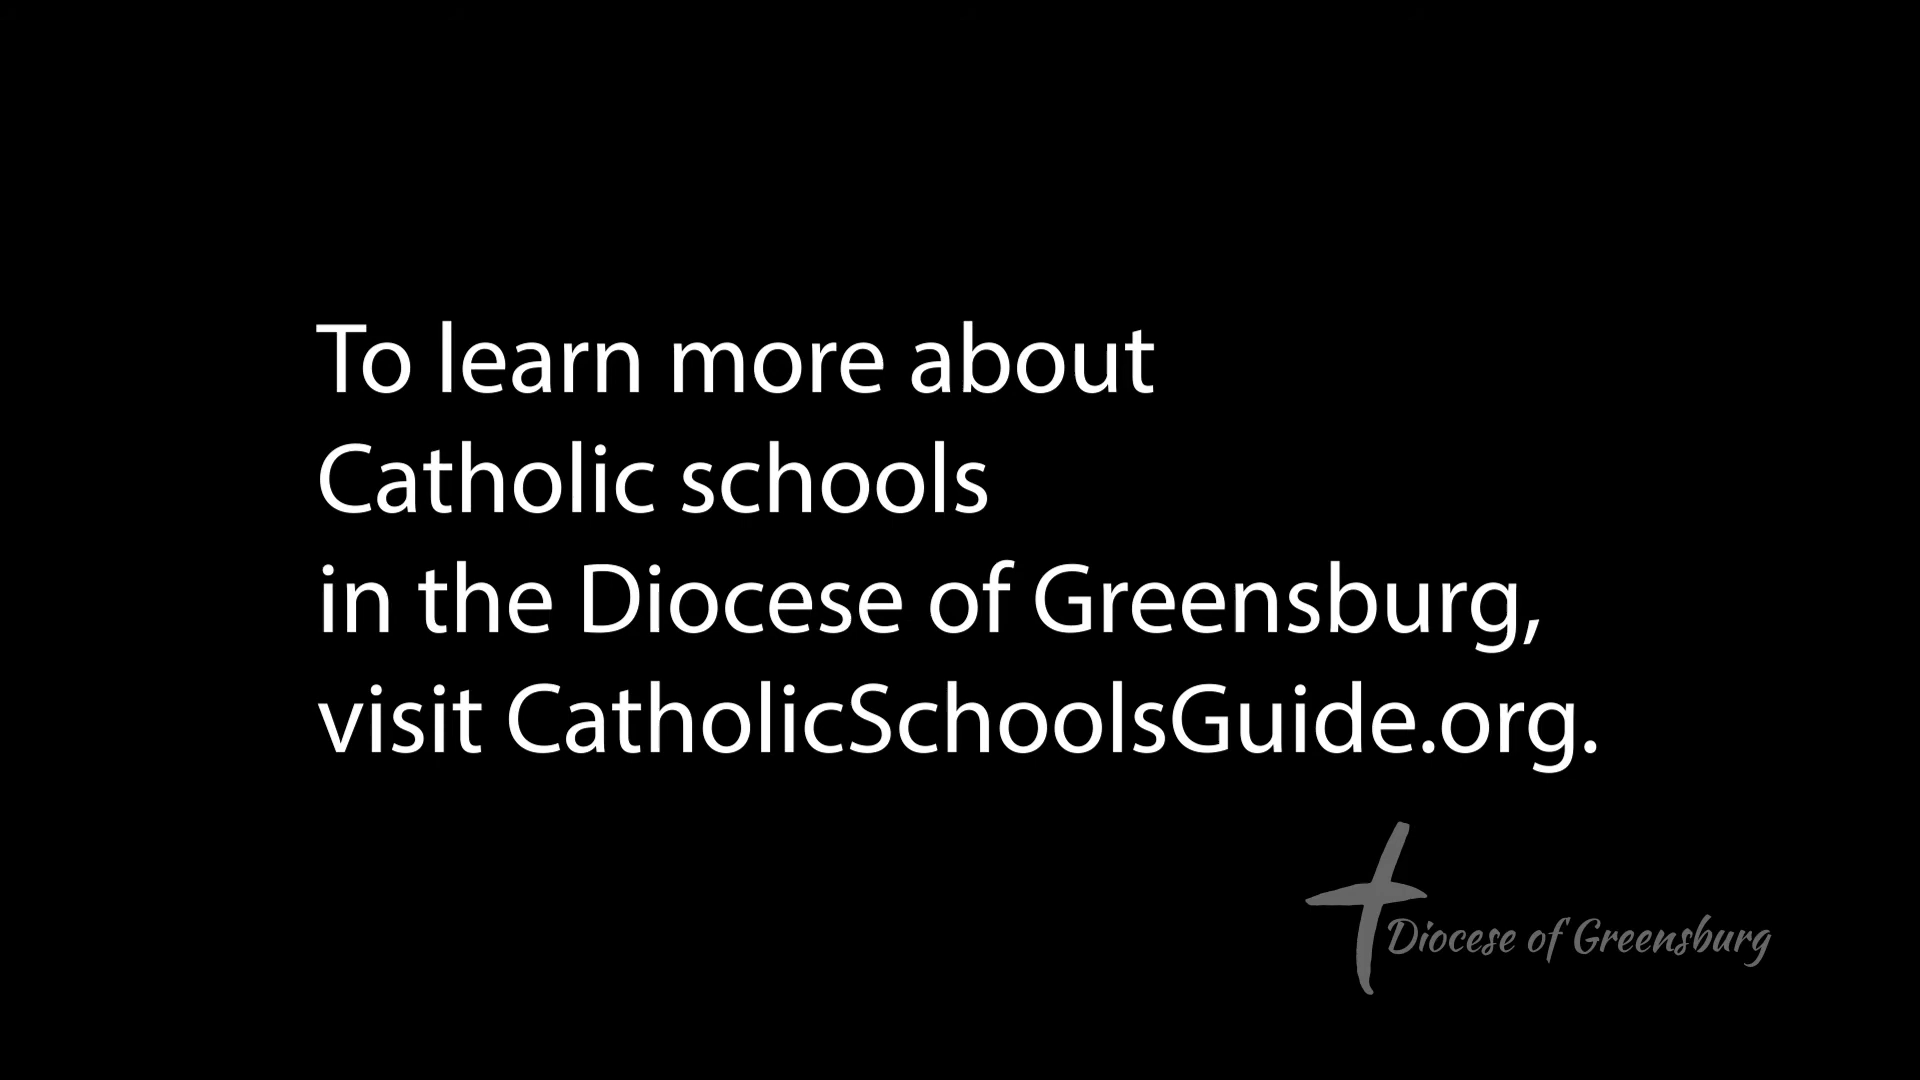 To learn more about
Catholic schools
in the Diocese of Greensburg,
visit CatholicSchoolsGuide.org.
Diocese of Greensburg